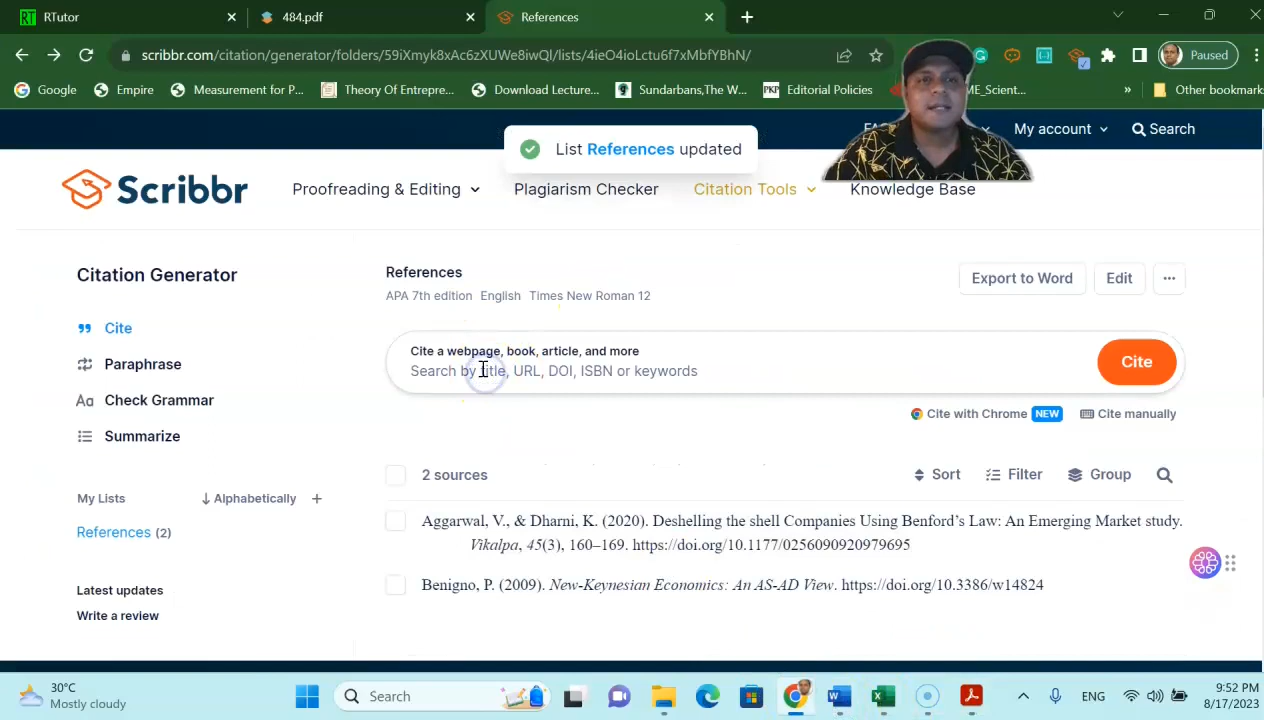 RTutor
484.pdf
References
scribbr.com/citation/generator/folders/59iXmyk8xAc6zXUWe8iwQl/lists/4ieO4ioLctu6f7xMbfYBhN/
Paused
Google
Empire
Measurement for P...
Theory Of Entrepre...
Download Lecture...
Sundarbans,The W...
PKP Editorial Policies
ME_Scient...
»
Other bookmarks
My account
Search
List References updated
Scribbr
Proofreading & Editing
Plagiarism Checker
Citation Tools
Knowledge Base
Citation Generator
Cite
Paraphrase
Check Grammar
Summarize
My Lists
Alphabetically
References (2)
Latest updates
Write a review
References
APA 7th edition English Times New Roman 12
Export to Word
Edit
Cite a webpage, book, article, and more
Search by title, URL, DOI, ISBN or keywords
Cite
Cite with Chrome NEW
Cite manually
2 sources
Sort
Filter
Group
Aggarwal, V., & Dharni, K. (2020). Deshelling the shell Companies Using Benford’s Law: An Emerging Market study.
Vikalpa, 45(3), 160–169. https://doi.org/10.1177/0256090920979695
Benigno, P. (2009). New-Keynesian Economics: An AS-AD View. https://doi.org/10.3386/w14824
30°C
Mostly cloudy
Search
ENG
9:52 PM
8/17/2023